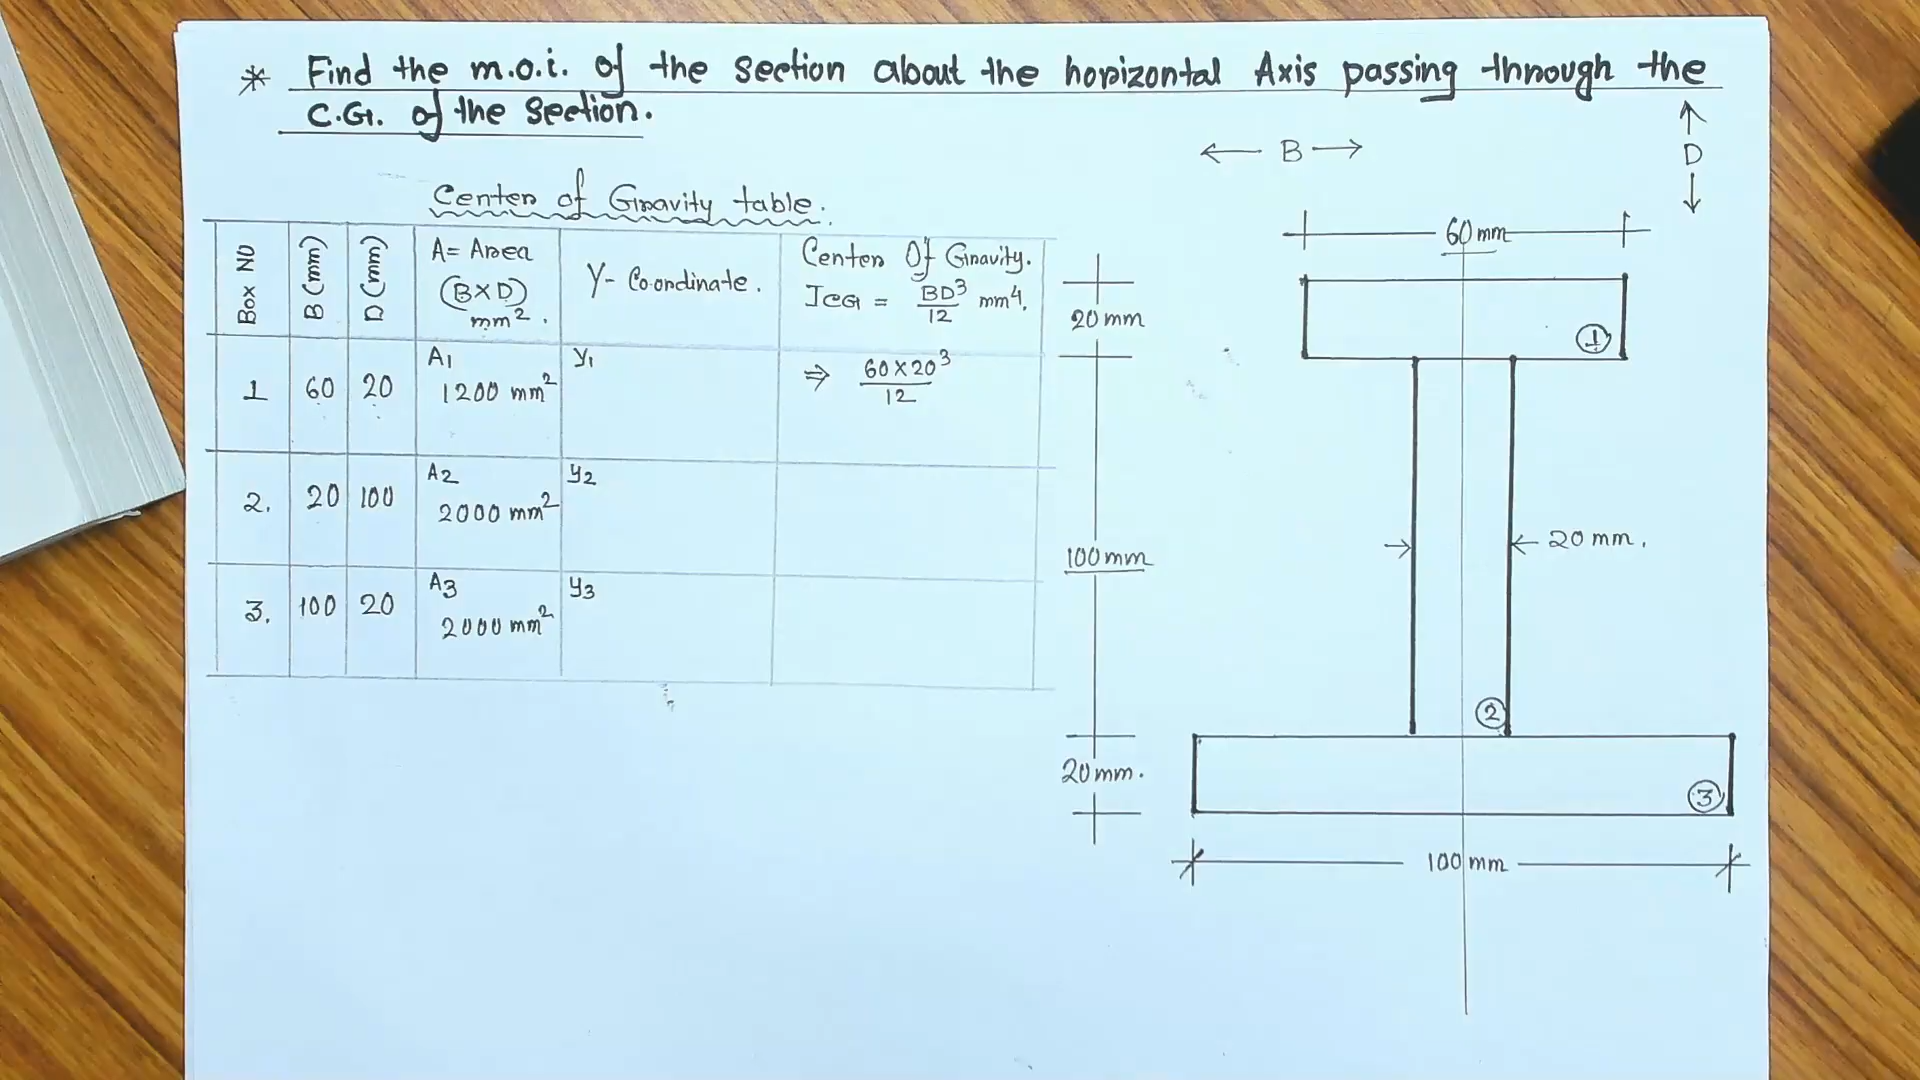 * Find the m.o.i. of the section about the horizontal Axis passing through the
C.G. of the section.
← B →
↑
D
↓
Center of Gravity table.
Box NO
B (mm)
D (mm)
A = Area
(B×D)
mm².
Y- Co-ordinate.
Center Of Gravity.
ICG = BD³/12 mm⁴.
1 60 20 A1 1200 mm² y1 ⇒ 60×20³/12
2. 20 100 A2 2000 mm² y2
3. 100 20 A3 2000 mm² y3
60 mm
20 mm
1
100 mm
20 mm.
2
20 mm.
3
100 mm